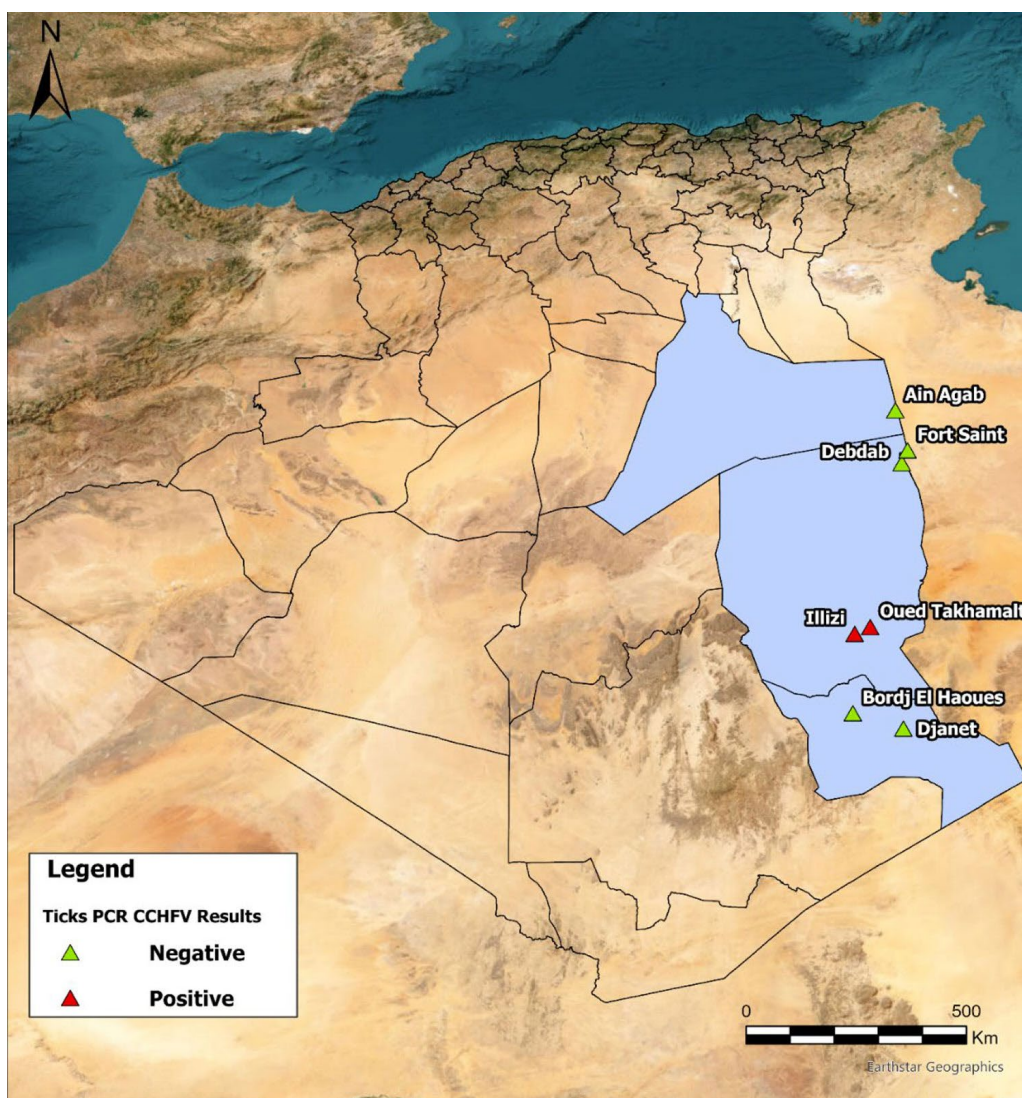 N
Ain Agab
Fort Saint
Debdab
Illizi
Oued Takhamalt
Bordj El Haoues
Djanet
Legend
Ticks PCR CCHFV Results
Negative
Positive
0 500
Km
Earthstar Geographics